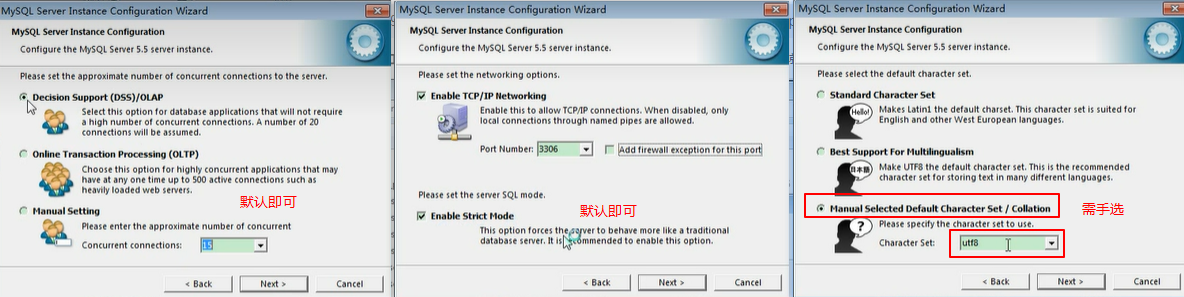 MySQL Server Instance Configuration Wizard
MySQL Server Instance Configuration
Configure the MySQL Server 5.5 server instance.
Please set the approximate number of concurrent connections to the server.
Decision Support (DSS)/OLAP
Select this option for database applications that will not require
a high number of concurrent connections. A number of 20
connections will be assumed.
Online Transaction Processing (OLTP)
Choose this option for highly concurrent applications that may
have at any one time up to 500 active connections such as
heavily loaded web servers.
默认即可
Manual Setting
Please enter the approximate number of concurrent
Concurrent connections: 15
< Back Next > Cancel
MySQL Server Instance Configuration Wizard
MySQL Server Instance Configuration
Configure the MySQL Server 5.5 server instance.
Please set the networking options.
Enable TCP/IP Networking
Enable this to allow TCP/IP connections. When disabled, only
local connections through named pipes are allowed.
Port Number: 3306 Add firewall exception for this port
Please set the server SQL mode.
Enable Strict Mode
默认即可
This option forces the server to behave more like a traditional
database server. It is recommended to enable this option.
< Back Next > Cancel
MySQL Server Instance Configuration Wizard
MySQL Server Instance Configuration
Configure the MySQL Server 5.5 server instance.
Please select the default character set.
Standard Character Set
Hello!
Makes Latin1 the default charset. This character set is suited for
English and other West European languages.
Best Support For Multilingualism
日本語
Make UTF8 the default character set. This is the recommended
character set for storing text in many different languages.
Manual Selected Default Character Set / Collation
需手选
?
Please specify the character set to use.
Character Set: utf8
< Back Next > Cancel